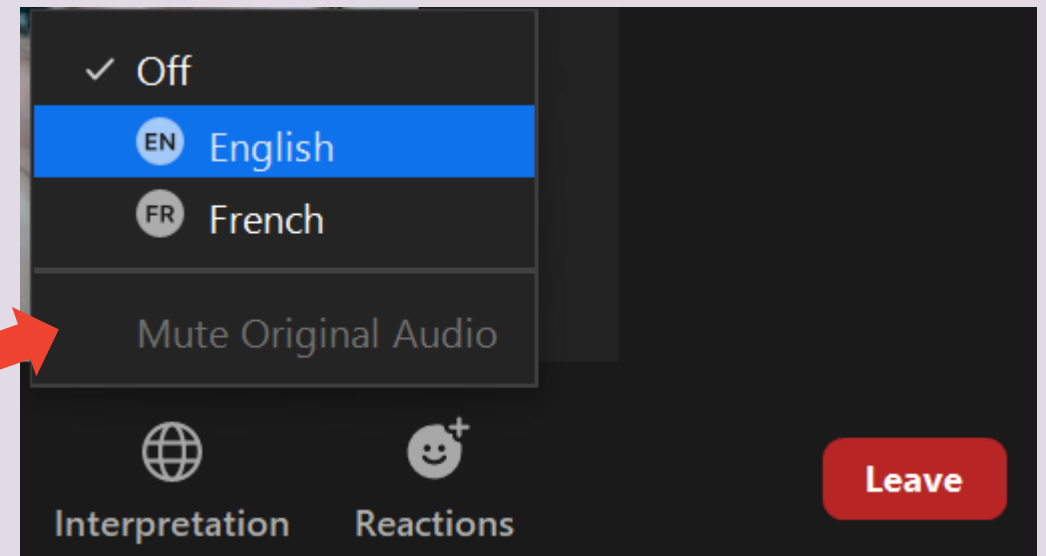 Off
EN English
FR French
Mute Original Audio
Interpretation Reactions Leave